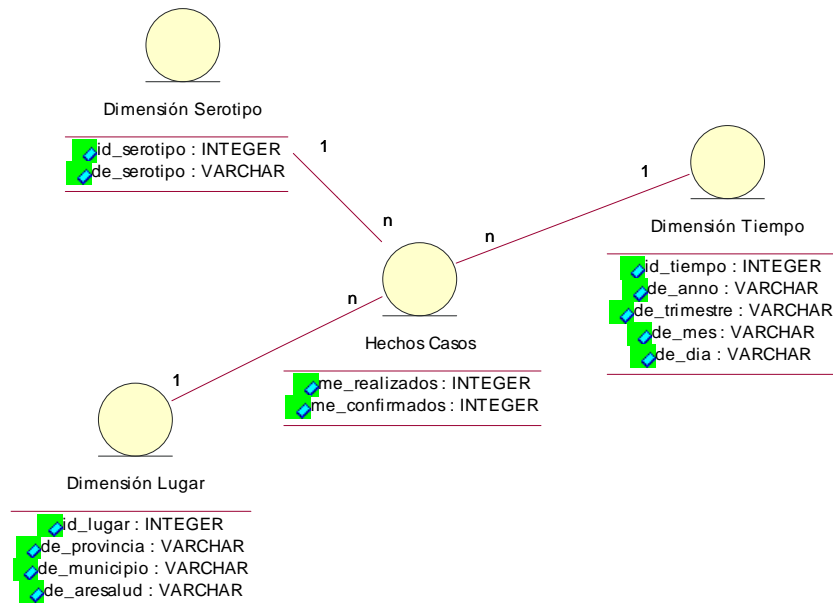 Dimensión Serotipo
id_serotipo : INTEGER
de_serotipo : VARCHAR
1
n
1
n
Dimensión Tiempo
id_tiempo : INTEGER
de_anno : VARCHAR
de_trimestre : VARCHAR
de_mes : VARCHAR
de_dia : VARCHAR
n
1
Hechos Casos
me_realizados : INTEGER
me_confirmados : INTEGER
Dimensión Lugar
id_lugar : INTEGER
de_provincia : VARCHAR
de_municipio : VARCHAR
de_aresalud : VARCHAR